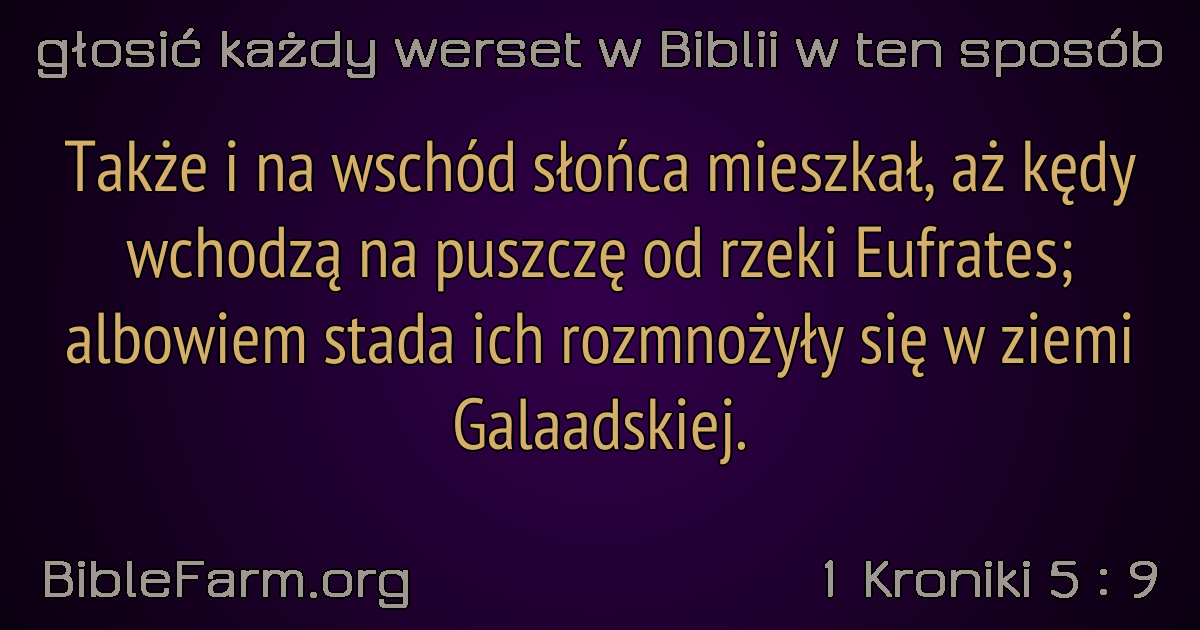 głosić każdy werset w Biblii w ten sposób
Także i na wschód słońca mieszkał, aż kędy
wchodzą na puszczę od rzeki Eufrates;
albowiem stada ich rozmnożyły się w ziemi
Galaadskiej.
BibleFarm.org
1 Kroniki 5 : 9